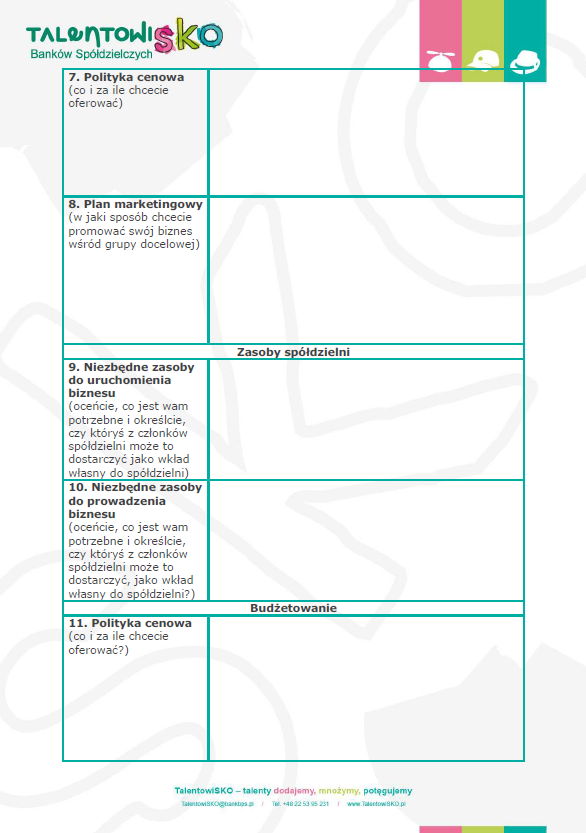 TALENTOWISKO
Banków Spółdzielczych
7. Polityka cenowa
(co i za ile chcecie
oferować)
8. Plan marketingowy
(w jaki sposób chcecie
promować swój biznes
wśród grupy docelowej)
Zasoby spółdzielni
9. Niezbędne zasoby
do uruchomienia
biznesu
(oceńcie, co jest wam
potrzebne i określcie,
czy któryś z członków
spółdzielni może to
dostarczyć jako wkład
własny do spółdzielni)
10. Niezbędne zasoby
do prowadzenia
biznesu
(oceńcie, co jest wam
potrzebne i określcie,
czy któryś z członków
spółdzielni może to
dostarczyć, jako wkład
własny do spółdzielni?)
Budżetowanie
11. Polityka cenowa
(co i za ile chcecie
oferować?)
TalentowiSKO – talenty dodajemy, mnożymy, potęgujemy
TalentowiSKO@bankbps.pl / Tel: +48 22 53 95 231 / www.TalentowiSKO.pl